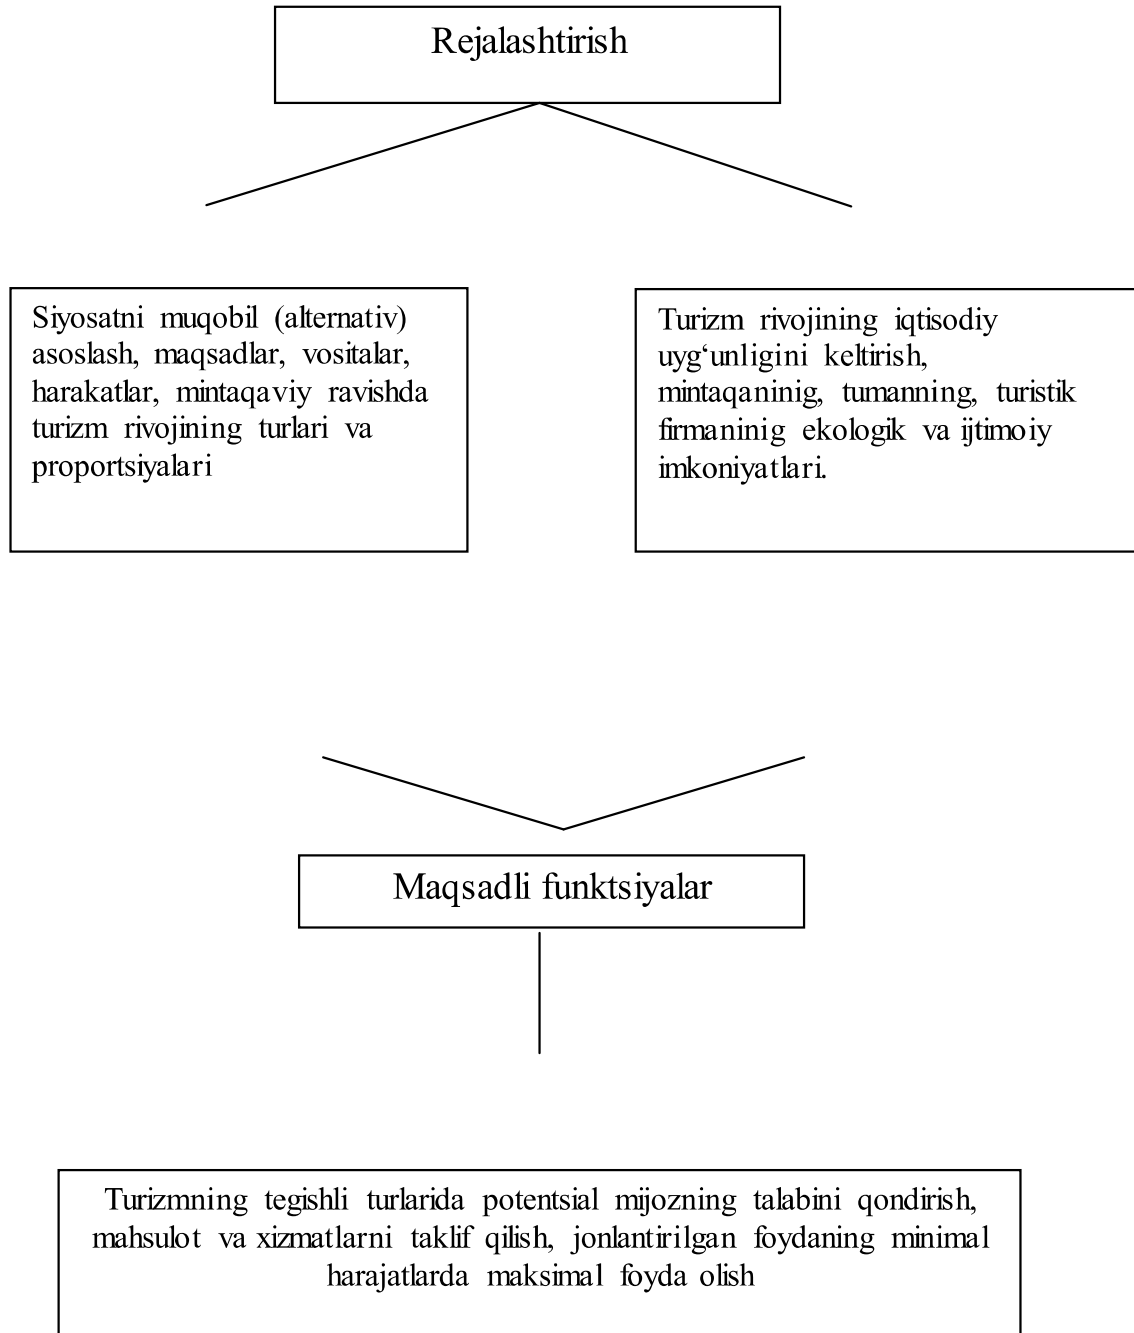 Rejalashtirish
Siyosatni muqobil (alternativ)
asoslash, maqsadlar, vositalar,
harakatlar, mintaqaviy ravishda
turizm rivojining turlari va
proportsiyalari
Turizm rivojining iqtisodiy
uyg‘unligini keltirish,
mintaqaninig, tumanning, turistik
firmaninig ekologik va ijtimoiy
imkoniyatlari.
Maqsadli funktsiyalar
Turizmning tegishli turlarida potentsial mijozning talabini qondirish,
mahsulot va xizmatlarni taklif qilish, jonlantirilgan foydaning minimal
harajatlarda maksimal foyda olish